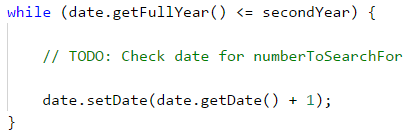 while (date.getFullYear() <= secondYear) {
// TODO: Check date for numberToSearchFor
date.setDate(date.getDate() + 1);
}